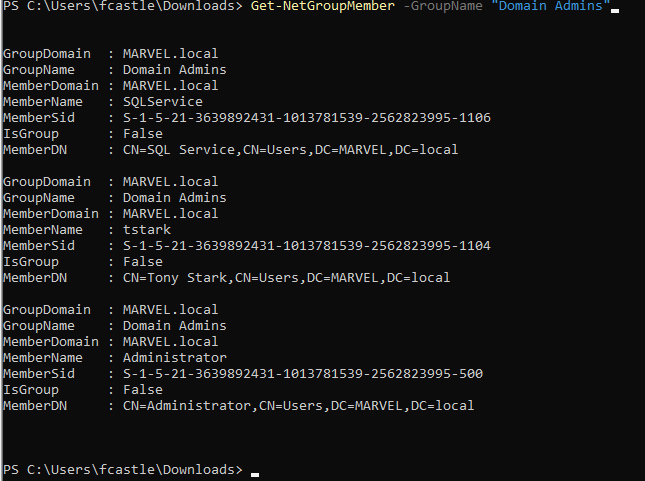 PS C:\Users\fcastle\Downloads> Get-NetGroupMember -GroupName "Domain Admins"
GroupDomain  : MARVEL.local
GroupName    : Domain Admins
MemberDomain : MARVEL.local
MemberName   : SQLService
MemberSid    : S-1-5-21-3639892431-1013781539-2562823995-1106
IsGroup      : False
MemberDN     : CN=SQL Service,CN=Users,DC=MARVEL,DC=local
GroupDomain  : MARVEL.local
GroupName    : Domain Admins
MemberDomain : MARVEL.local
MemberName   : tstark
MemberSid    : S-1-5-21-3639892431-1013781539-2562823995-1104
IsGroup      : False
MemberDN     : CN=Tony Stark,CN=Users,DC=MARVEL,DC=local
GroupDomain  : MARVEL.local
GroupName    : Domain Admins
MemberDomain : MARVEL.local
MemberName   : Administrator
MemberSid    : S-1-5-21-3639892431-1013781539-2562823995-500
IsGroup      : False
MemberDN     : CN=Administrator,CN=Users,DC=MARVEL,DC=local
PS C:\Users\fcastle\Downloads>